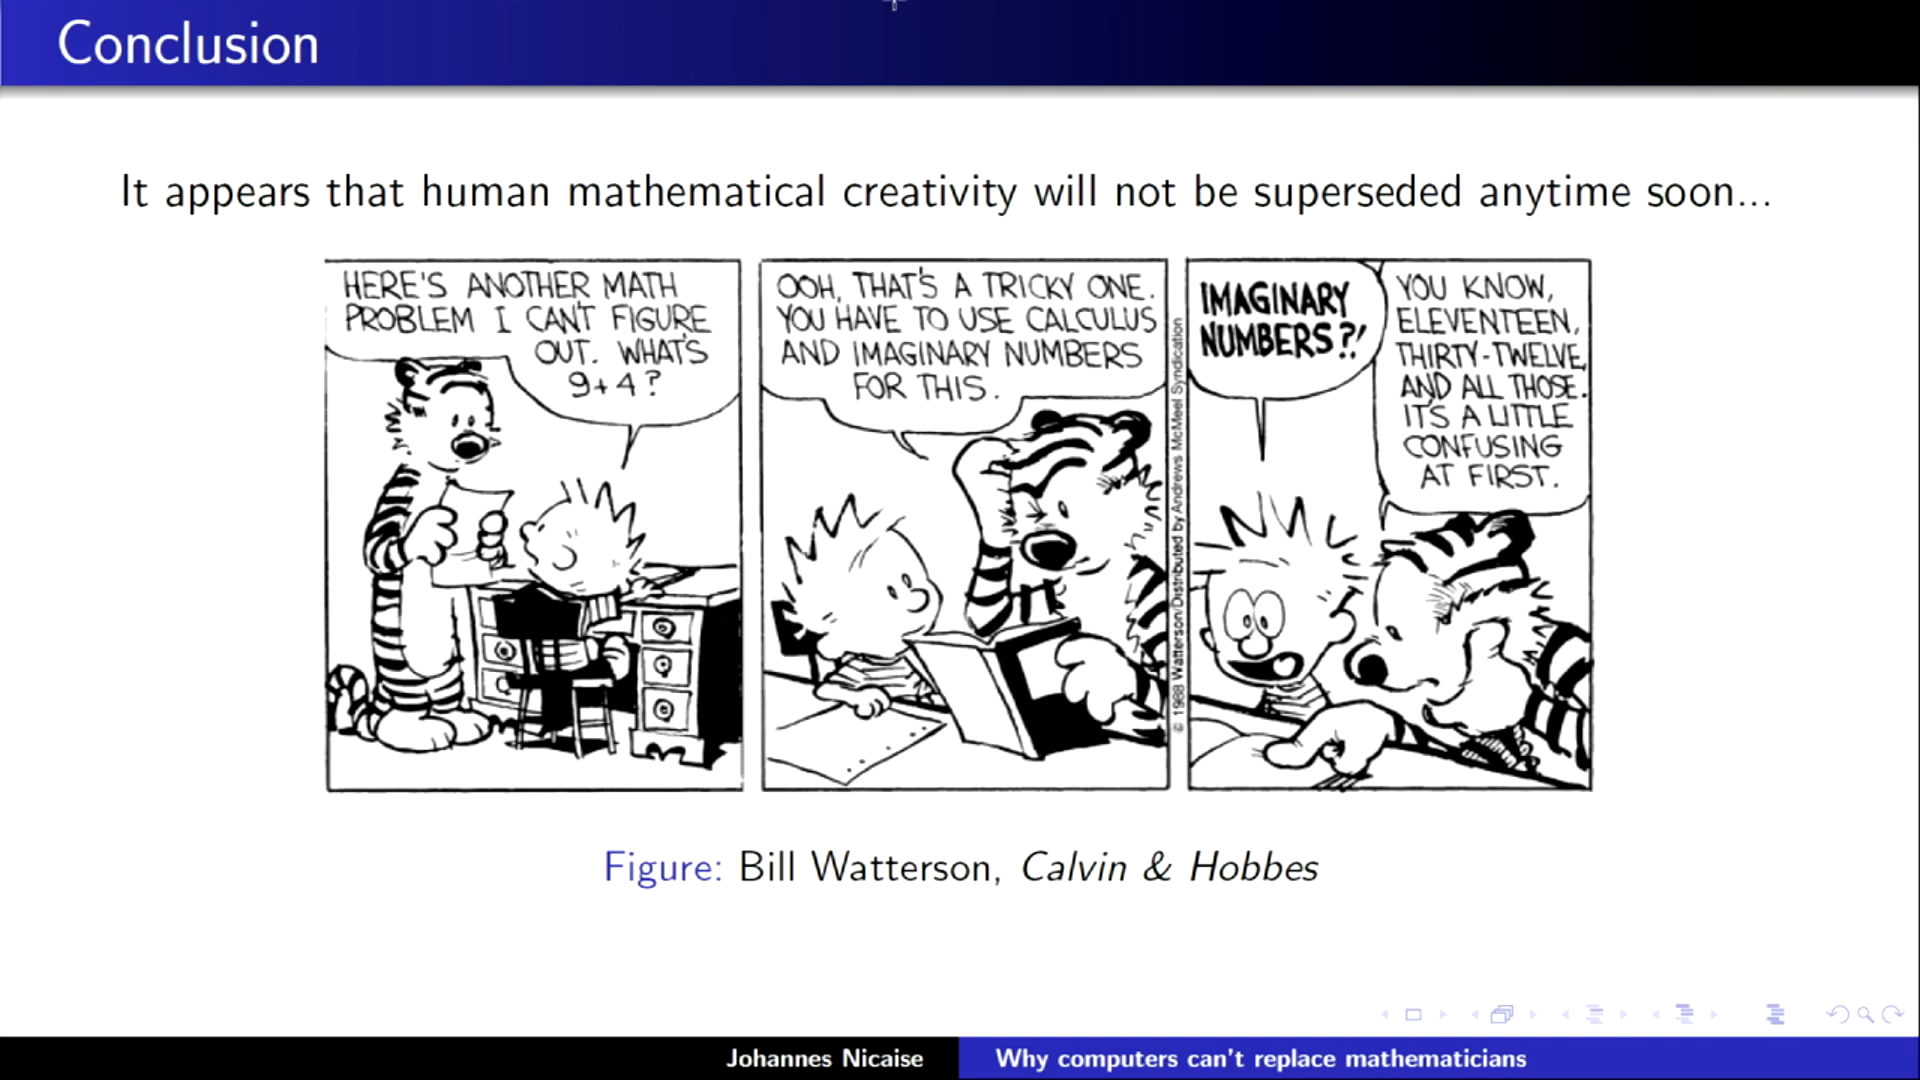 Conclusion
It appears that human mathematical creativity will not be superseded anytime soon...
HERE'S ANOTHER MATH
PROBLEM I CAN'T FIGURE
OUT. WHAT'S
9+4?
OOH, THAT'S A TRICKY ONE.
YOU HAVE TO USE CALCULUS
AND IMAGINARY NUMBERS
FOR THIS.
© 1988 Watterson/Distributed by Andrews McMeel Syndication
IMAGINARY
NUMBERS?!
YOU KNOW,
ELEVENTEEN,
THIRTY-TWELVE,
AND ALL THOSE.
IT'S A LITTLE
CONFUSING
AT FIRST.
Figure: Bill Watterson, Calvin & Hobbes
Johannes Nicaise
Why computers can't replace mathematicians